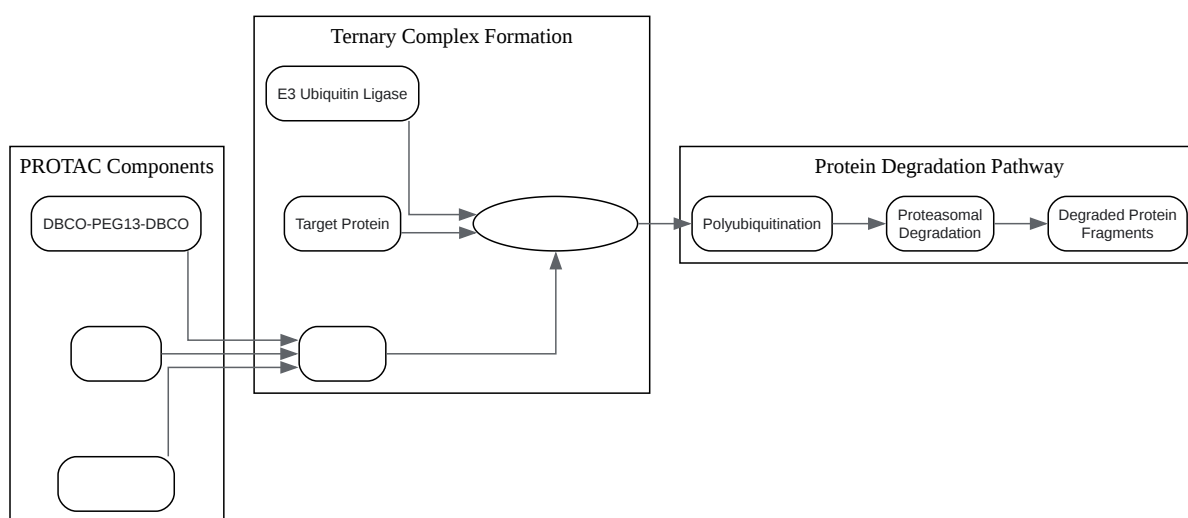 Ternary Complex Formation
E3 Ubiquitin Ligase
PROTAC Components
Protein Degradation Pathway
DBCO-PEG13-DBCO
Target Protein
Polyubiquitination
Proteasomal
Degradation
Degraded Protein
Fragments